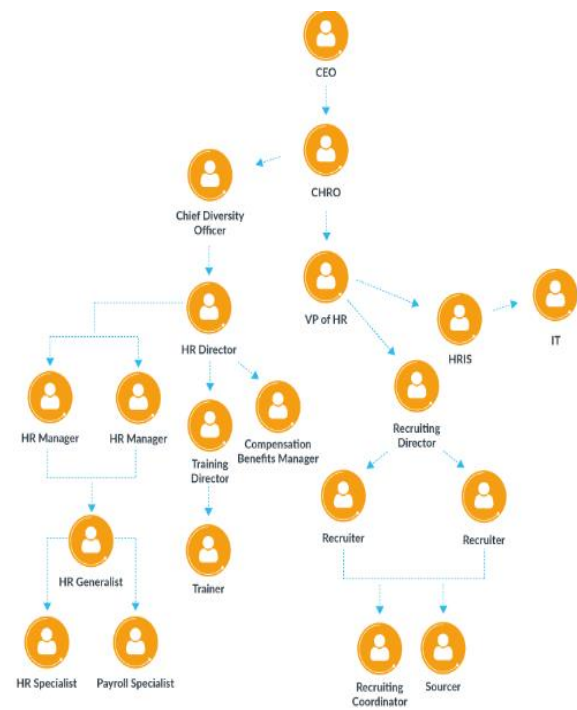 CEO
CHRO
Chief Diversity
Officer
VP of HR
HRIS
IT
HR Director
HR Manager
HR Manager
Training
Director
Compensation
Benefits Manager
Recruiting
Director
Recruiter
Recruiter
HR Generalist
Trainer
HR Specialist
Payroll Specialist
Recruiting
Coordinator
Sourcer